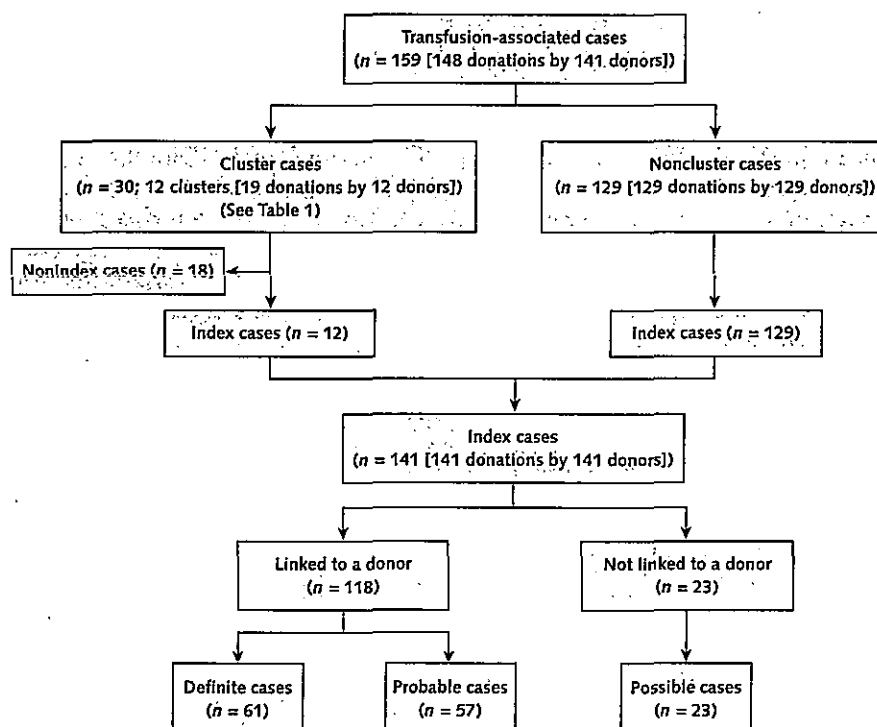 Transfusion-associated cases
(n = 159 [148 donations by 141 donors])
Cluster cases
(n = 30; 12 clusters [19 donations by 12 donors])
(See Table 1)
Noncluster cases
(n = 129 [129 donations by 129 donors])
Nonindex cases (n = 18)
Index cases (n = 12)
Index cases (n = 129)
Index cases
(n = 141 [141 donations by 141 donors])
Linked to a donor
(n = 118)
Not linked to a donor
(n = 23)
Definite cases
(n = 61)
Probable cases
(n = 57)
Possible cases
(n = 23)